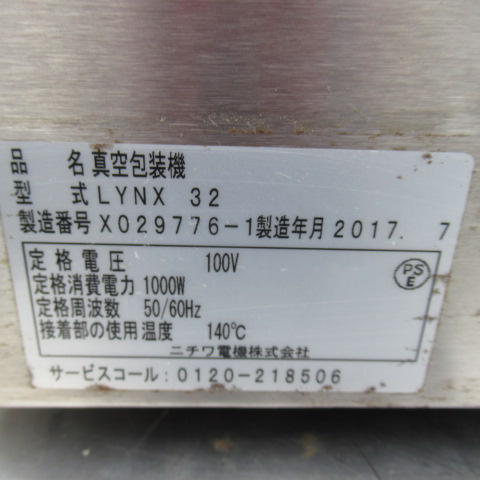 品 名 真空包装機
型 式 LYNX 32
製造番号 X029776-1 製造年月 2017. 7
定格電圧 100V
定格消費電力 1000W
定格周波数 50/60Hz
接着部の使用温度 140℃
PS
E
ニチワ電機株式会社
サービスコール:0120-218506